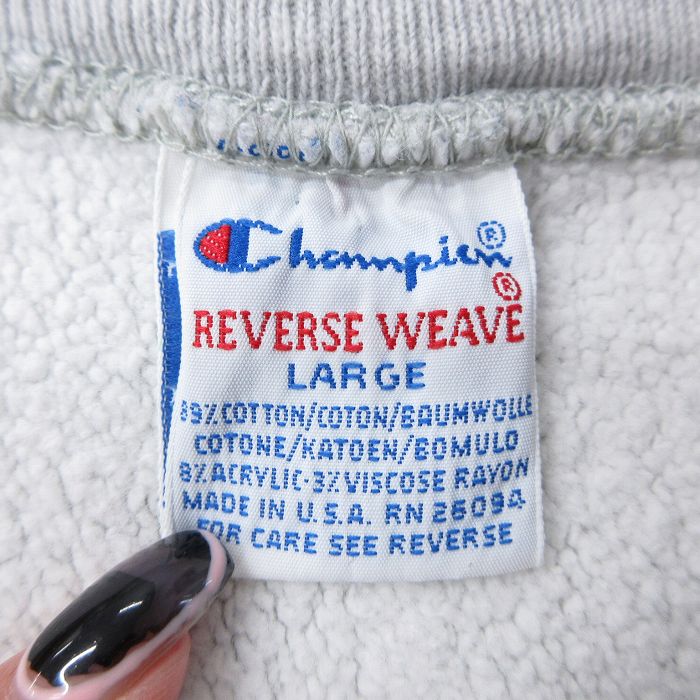 Champion®
REVERSE WEAVE®
LARGE
89% COTTON/COTON/BAUMWOLLE
COTONE/KATOEN/BOMULO
8% ACRYLIC-3% VISCOSE RAYON
MADE IN U.S.A. RN 26094
FOR CARE SEE REVERSE